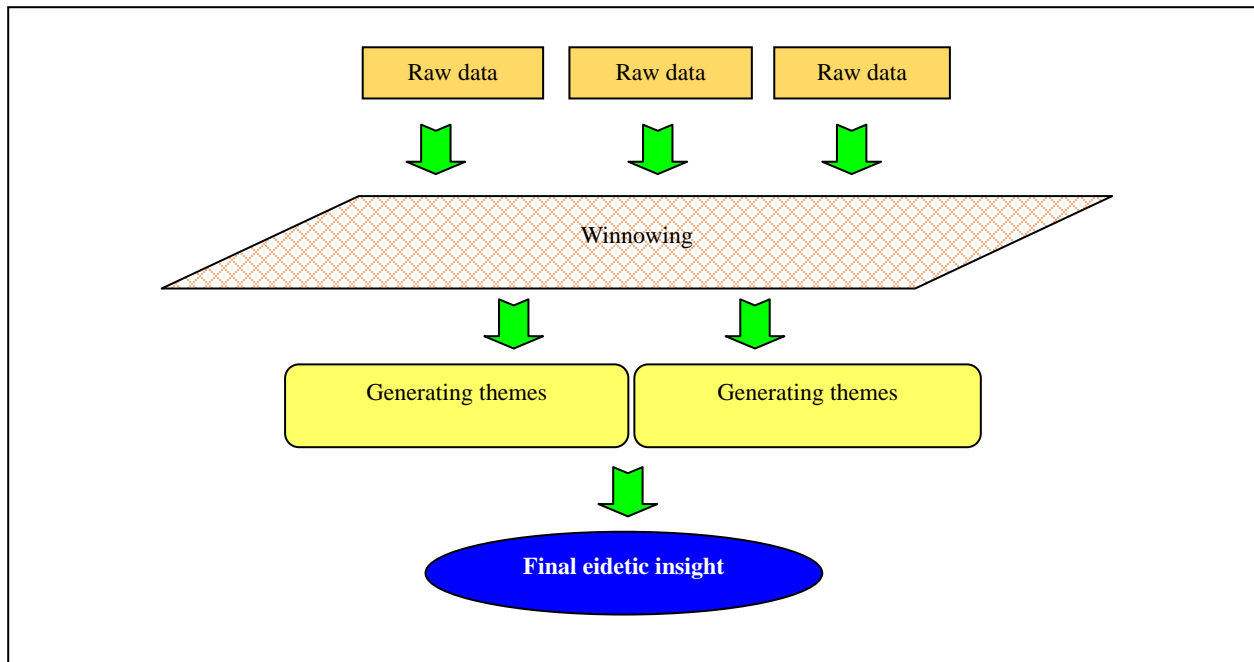 Raw data
Raw data
Raw data
Winnowing
Generating themes
Generating themes
Final eidetic insight